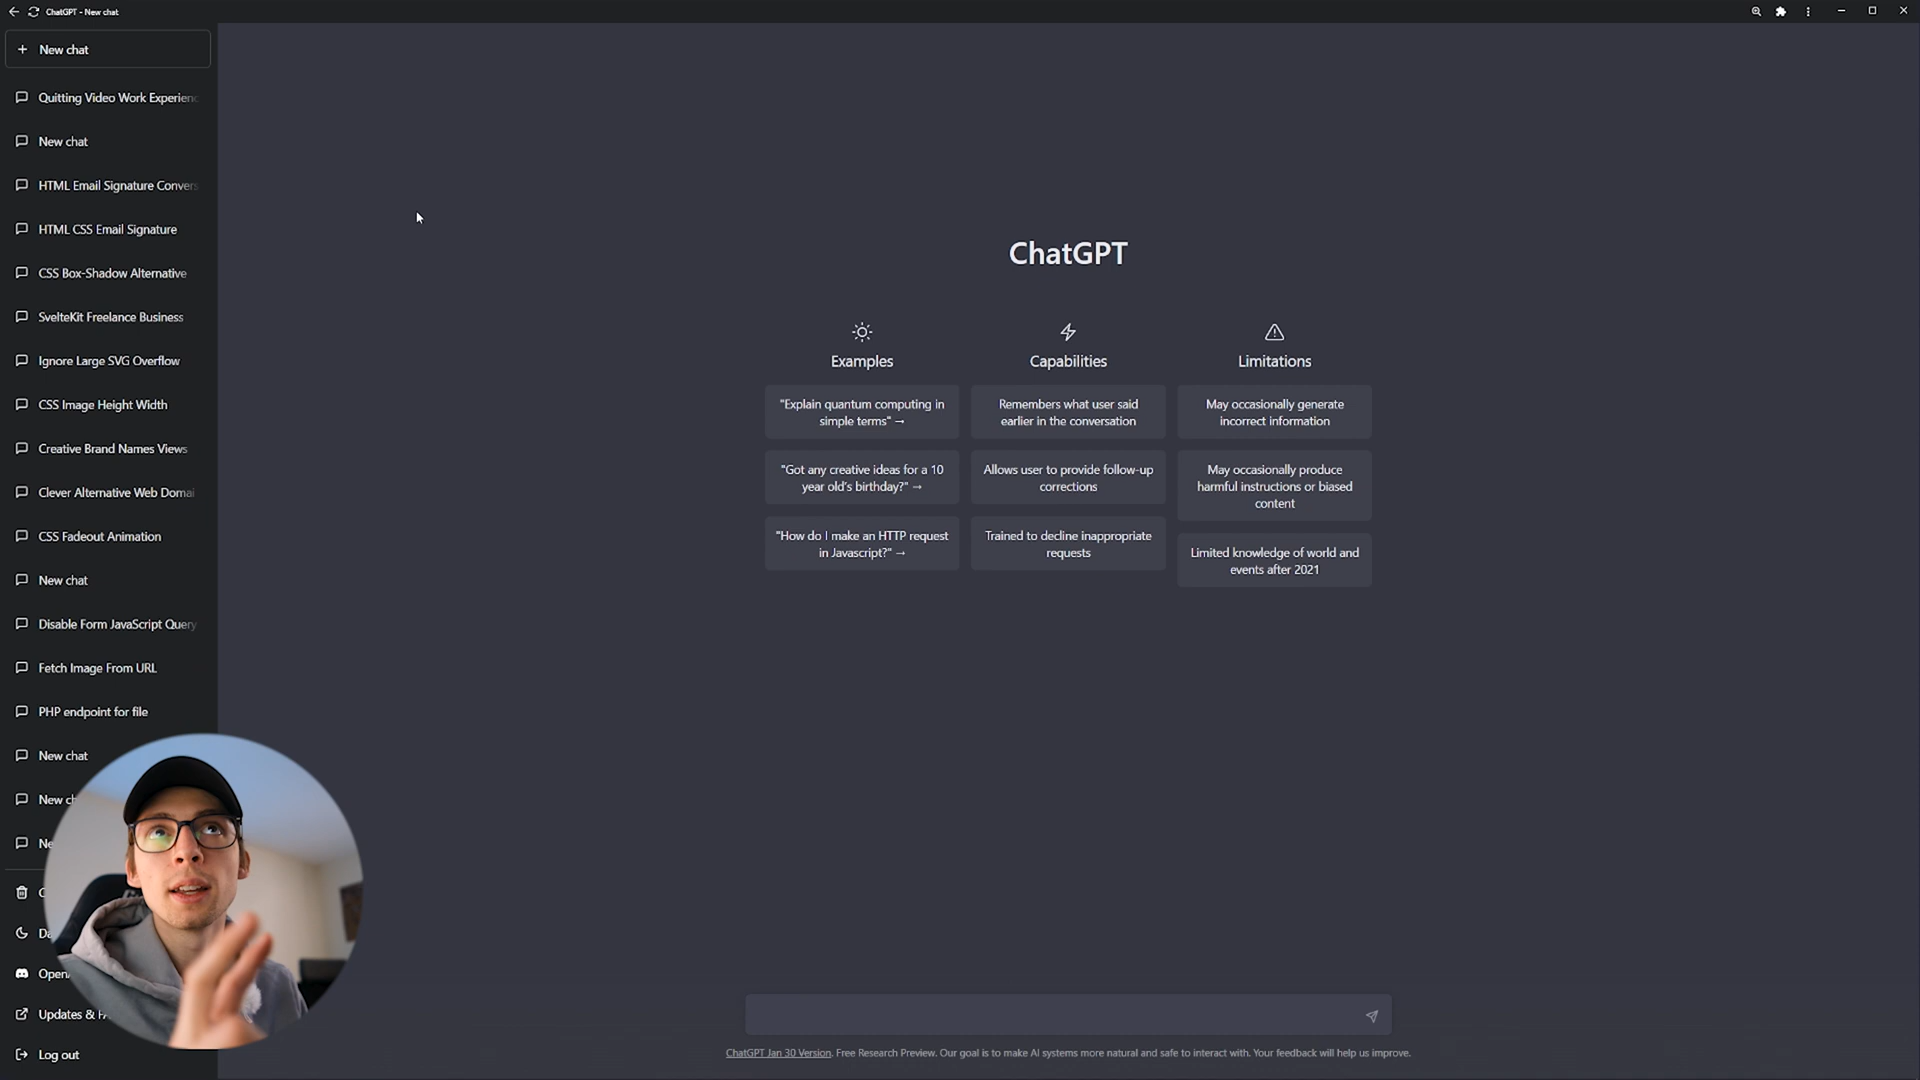 ChatGPT - New chat
New chat
Quitting Video Work Experienc
New chat
HTML Email Signature Convers
HTML CSS Email Signature
CSS Box-Shadow Alternative
SvelteKit Freelance Business
Ignore Large SVG Overflow
CSS Image Height Width
Creative Brand Names Views
Clever Alternative Web Domai
CSS Fadeout Animation
New chat
Disable Form JavaScript Query
Fetch Image From URL
PHP endpoint for file
New chat
New ch
Ne
C
Da
Open
Updates & FA
Log out
ChatGPT
Examples
"Explain quantum computing in
simple terms" →
"Got any creative ideas for a 10
year old's birthday?" →
"How do I make an HTTP request
in Javascript?" →
Capabilities
Remembers what user said
earlier in the conversation
Allows user to provide follow-up
corrections
Trained to decline inappropriate
requests
Limitations
May occasionally generate
incorrect information
May occasionally produce
harmful instructions or biased
content
Limited knowledge of world and
events after 2021
ChatGPT Jan 30 Version. Free Research Preview. Our goal is to make AI systems more natural and safe to interact with. Your feedback will help us improve.